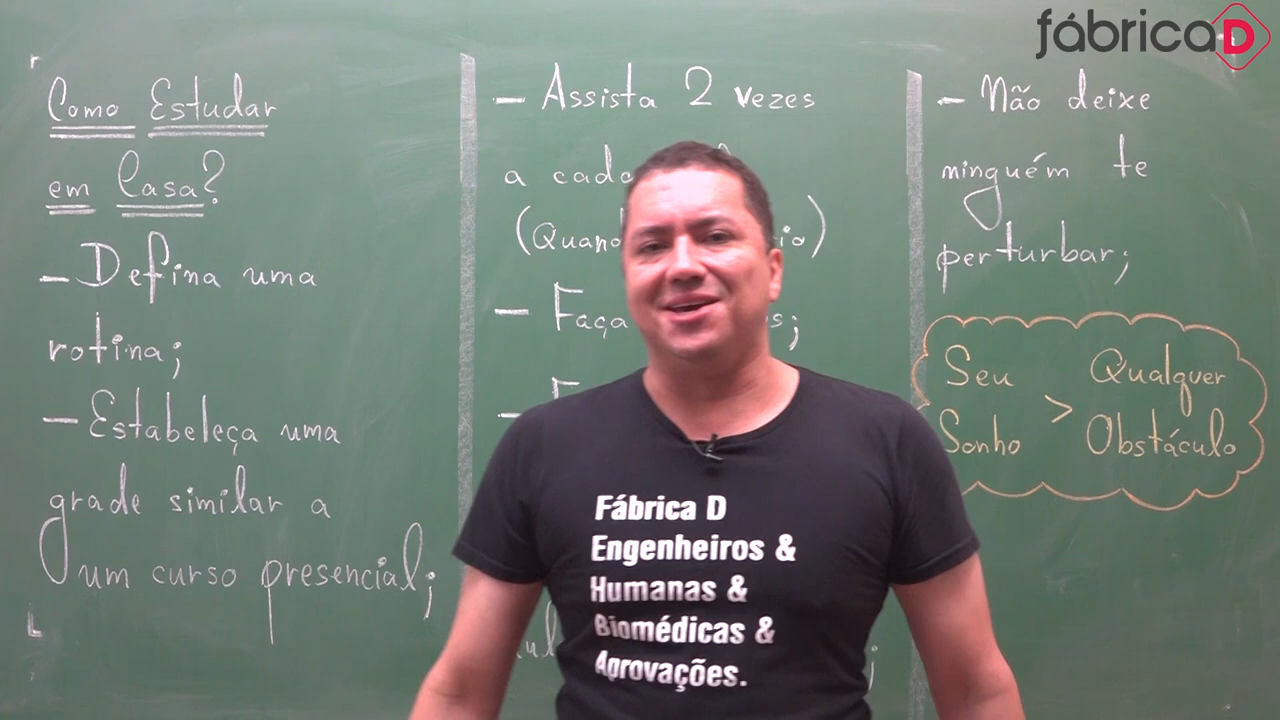 fábricaD
Como Estudar
em Casa?
- Defina uma
rotina;
- Estabeleça uma
grade similar a
um curso presencial;
- Assista 2 vezes
a cada
(
)
- Faça
;
-
;
- Não deixe
ninguém te
perturbar;
Seu Sonho > Qualquer Obstáculo
Fábrica D
Engenheiros &
Humanas &
Biomédicas &
Aprovações.